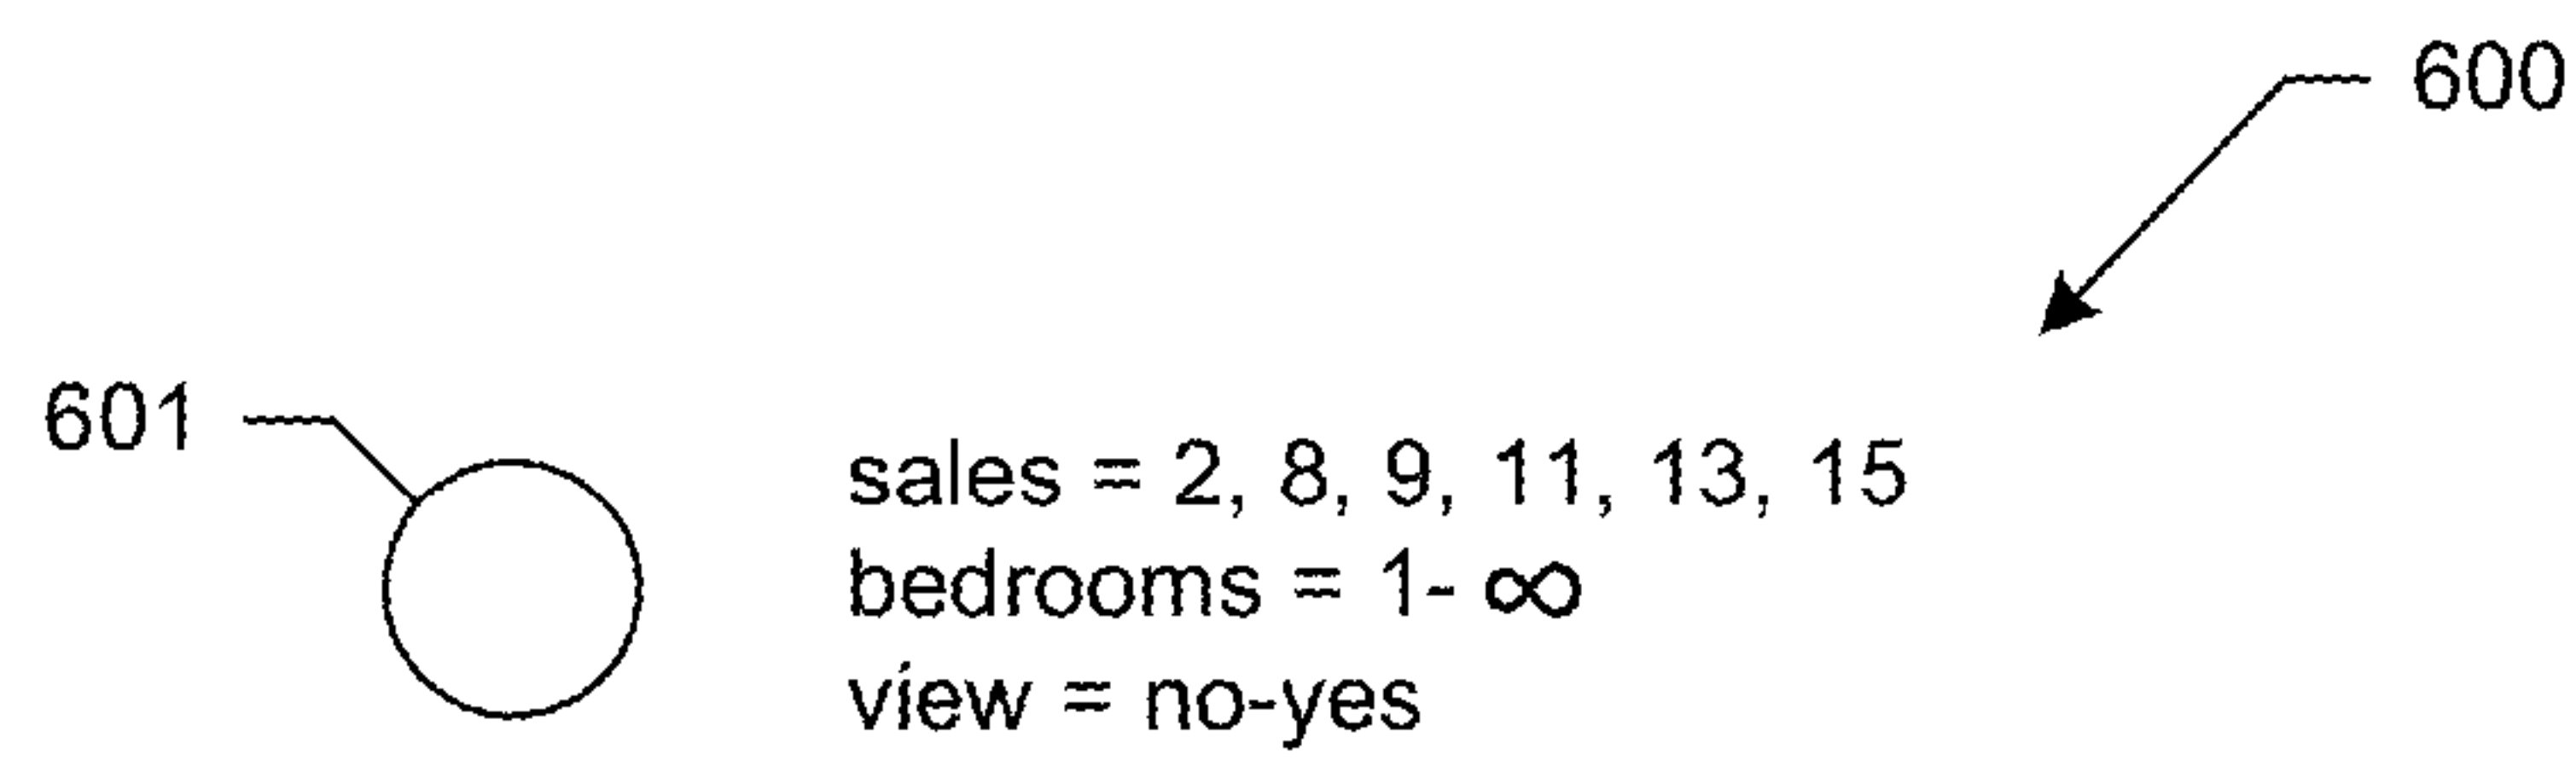 600
601
sales = 2, 8, 9, 11, 13, 15
bedrooms = 1- ∞
view = no-yes